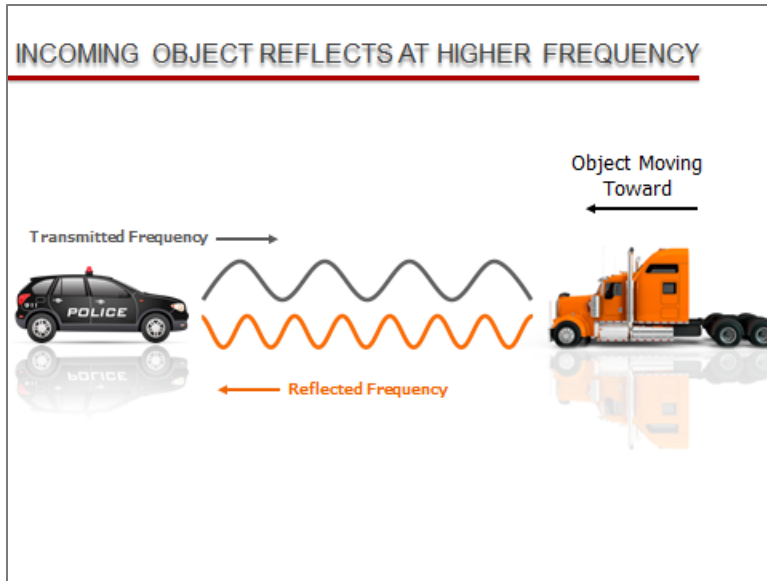 INCOMING OBJECT REFLECTS AT HIGHER FREQUENCY
Object Moving
Toward
Transmitted Frequency
POLICE
Reflected Frequency